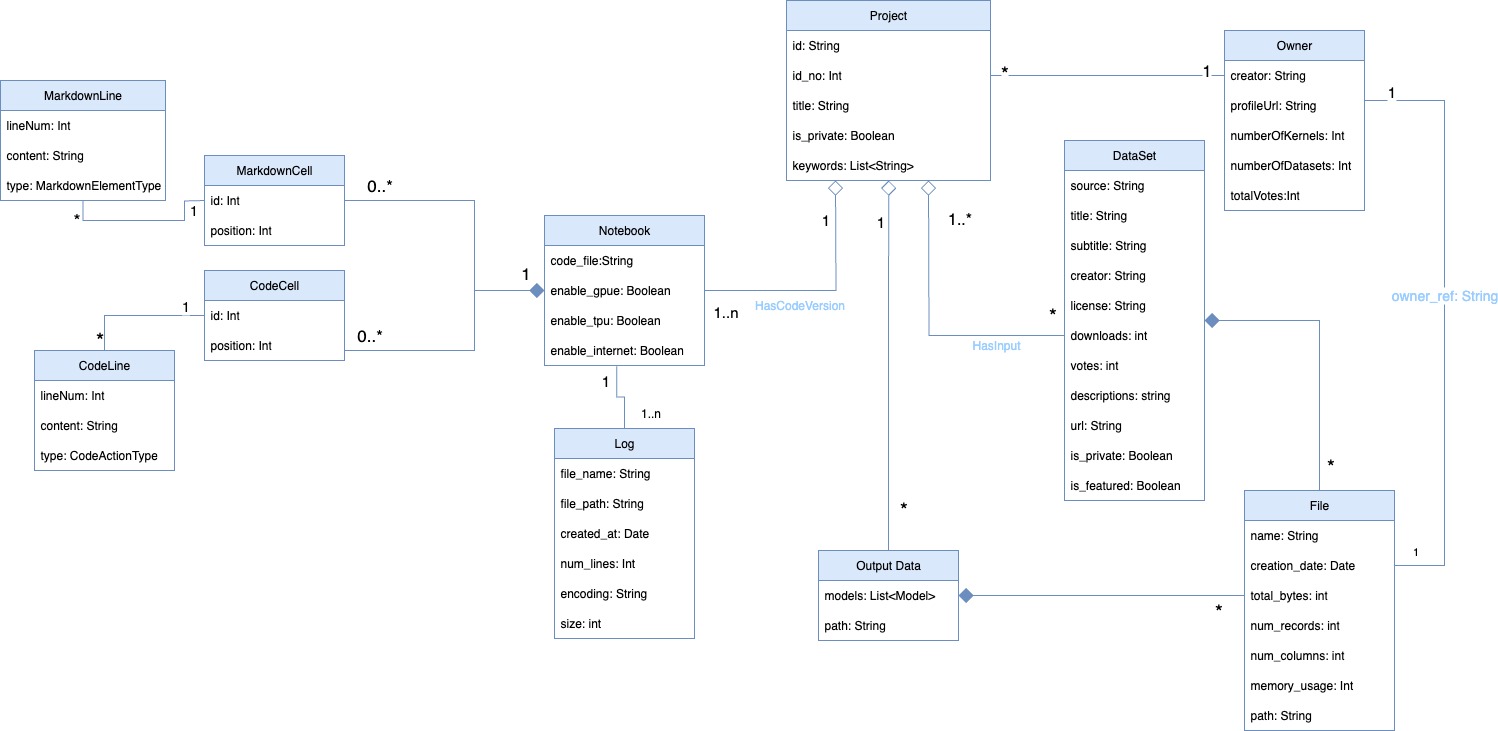 Project
id: String
id_no: Int
title: String
is_private: Boolean
keywords: List<String>
Owner
creator: String
profileUrl: String
numberOfKernels: Int
numberOfDatasets: Int
totalVotes:Int
*
1
1
MarkdownLine
lineNum: Int
content: String
type: MarkdownElementType
*
1
MarkdownCell
id: Int
position: Int
0..*
CodeCell
id: Int
position: Int
0..*
1
*
CodeLine
lineNum: Int
content: String
type: CodeActionType
1
Notebook
code_file:String
enable_gpue: Boolean
enable_tpu: Boolean
enable_internet: Boolean
1..n
HasCodeVersion
1
1
1..*
1
1..n
Log
file_name: String
file_path: String
created_at: Date
num_lines: Int
encoding: String
size: int
DataSet
source: String
title: String
subtitle: String
creator: String
license: String
downloads: int
votes: int
descriptions: string
url: String
is_private: Boolean
is_featured: Boolean
*
HasInput
owner_ref: String
*
*
Output Data
models: List<Model>
path: String
*
1
File
name: String
creation_date: Date
total_bytes: int
num_records: int
num_columns: int
memory_usage: Int
path: String